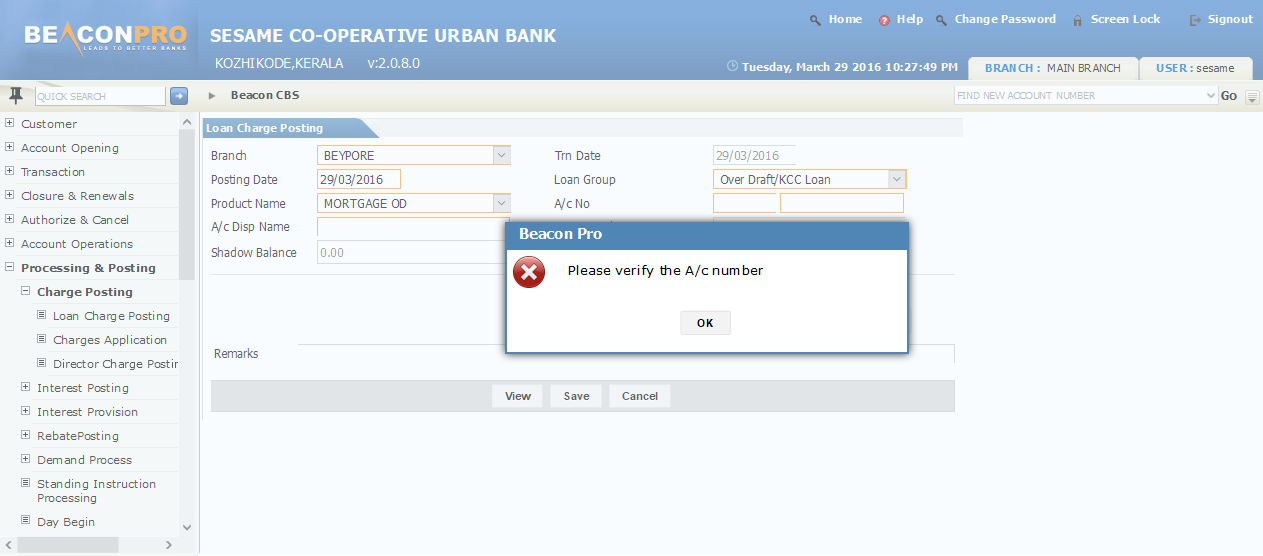 BEACONPRO
LEADS TO BETTER BANKS
SESAME CO-OPERATIVE URBAN BANK
KOZHIKODE,KERALA v:2.0.8.0
Home Help Change Password Screen Lock Signout
Tuesday, March 29 2016 10:27:49 PM BRANCH : MAIN BRANCH USER : sesame
QUICK SEARCH Beacon CBS FIND NEW ACCOUNT NUMBER Go
Customer
Account Opening
Transaction
Closure & Renewals
Authorize & Cancel
Account Operations
Processing & Posting
Charge Posting
Loan Charge Posting
Charges Application
Director Charge Postin
Interest Posting
Interest Provision
RebatePosting
Demand Process
Standing Instruction
Processing
Day Begin
Loan Charge Posting
Branch BEYPORE Trn Date 29/03/2016
Posting Date 29/03/2016 Loan Group Over Draft/KCC Loan
Product Name MORTGAGE OD A/c No
A/c Disp Name
Shadow Balance 0.00
Beacon Pro
Please verify the A/c number
OK
Remarks
View Save Cancel